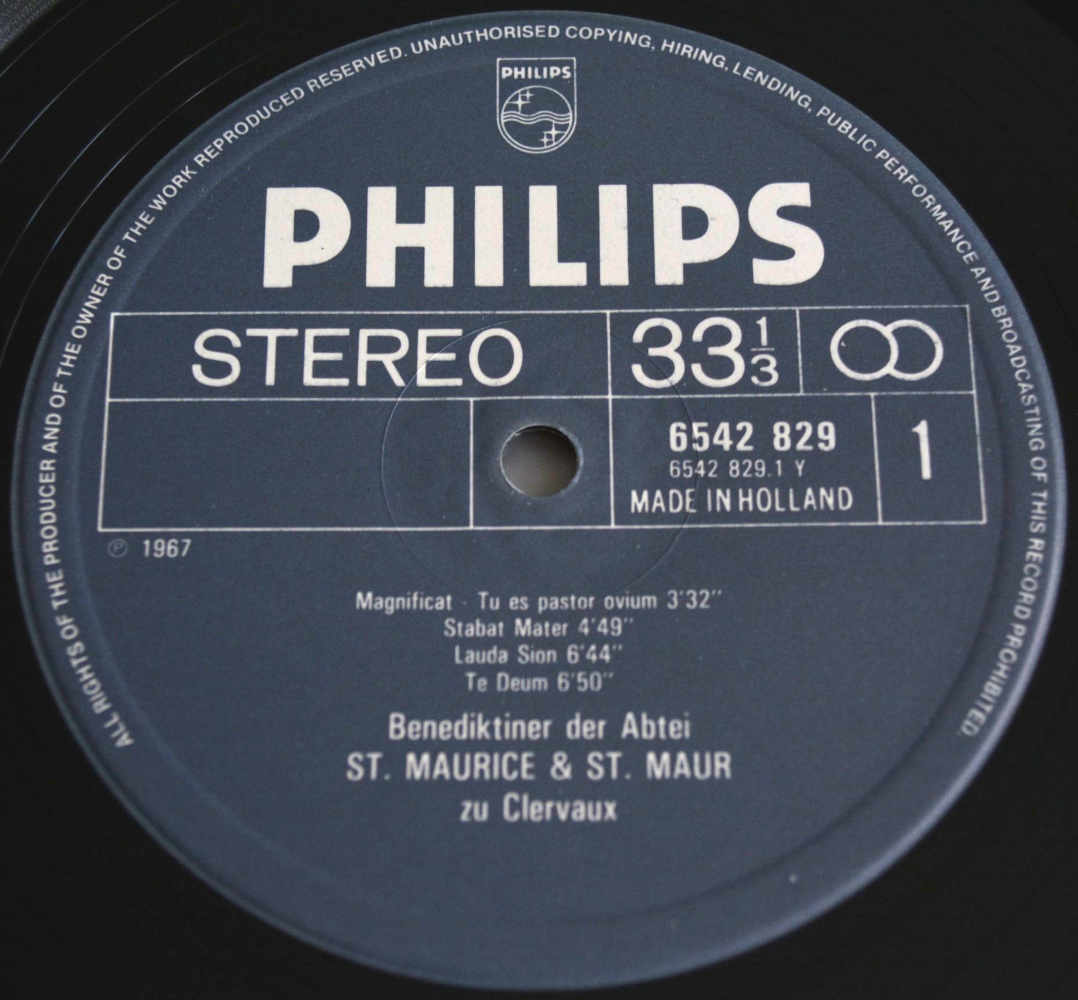 ALL RIGHTS OF THE PRODUCER AND OF THE OWNER OF THE WORK REPRODUCED RESERVED. UNAUTHORISED COPYING, HIRING, LENDING, PUBLIC PERFORMANCE AND BROADCASTING OF THIS RECORD PROHIBITED.
PHILIPS
PHILIPS
STEREO 33 1/3
6542 829 1
6542 829.1 Y
MADE IN HOLLAND
℗ 1967
Magnificat - Tu es pastor ovium 3'32"
Stabat Mater 4'49"
Lauda Sion 6'44"
Te Deum 6'50"
Benediktiner der Abtei
ST. MAURICE & ST. MAUR
zu Clervaux